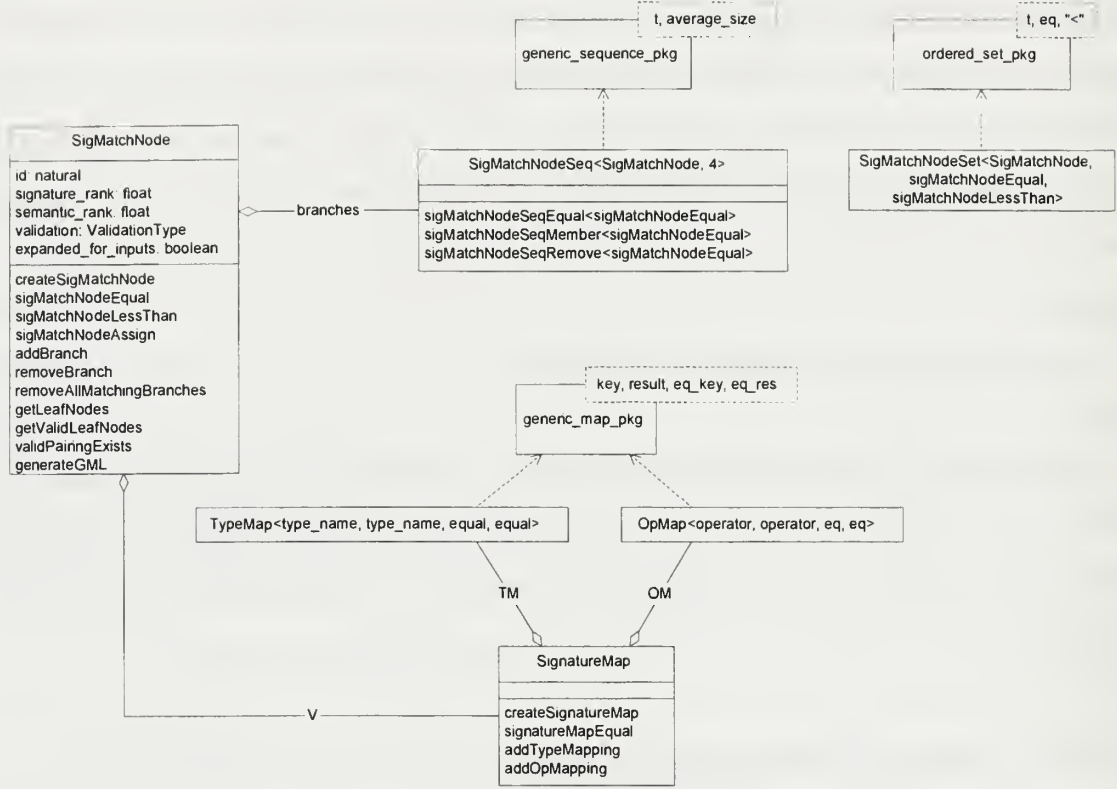 t, average_size
generic_sequence_pkg
t, eq, "<"
ordered_set_pkg
SigMatchNode
id: natural
signature_rank: float
semantic_rank: float
validation: ValidationType
expanded_for_inputs: boolean
createSigMatchNode
sigMatchNodeEqual
sigMatchNodeLessThan
sigMatchNodeAssign
addBranch
removeBranch
removeAllMatchingBranches
getLeafNodes
getValidLeafNodes
validPairingExists
generateGML
branches
SigMatchNodeSeq<SigMatchNode, 4>
sigMatchNodeSeqEqual<sigMatchNodeEqual>
sigMatchNodeSeqMember<sigMatchNodeEqual>
sigMatchNodeSeqRemove<sigMatchNodeEqual>
SigMatchNodeSet<SigMatchNode,
sigMatchNodeEqual,
sigMatchNodeLessThan>
key, result, eq_key, eq_res
generic_map_pkg
TypeMap<type_name, type_name, equal, equal>
OpMap<operator, operator, eq, eq>
TM
OM
SignatureMap
createSignatureMap
signatureMapEqual
addTypeMapping
addOpMapping
V